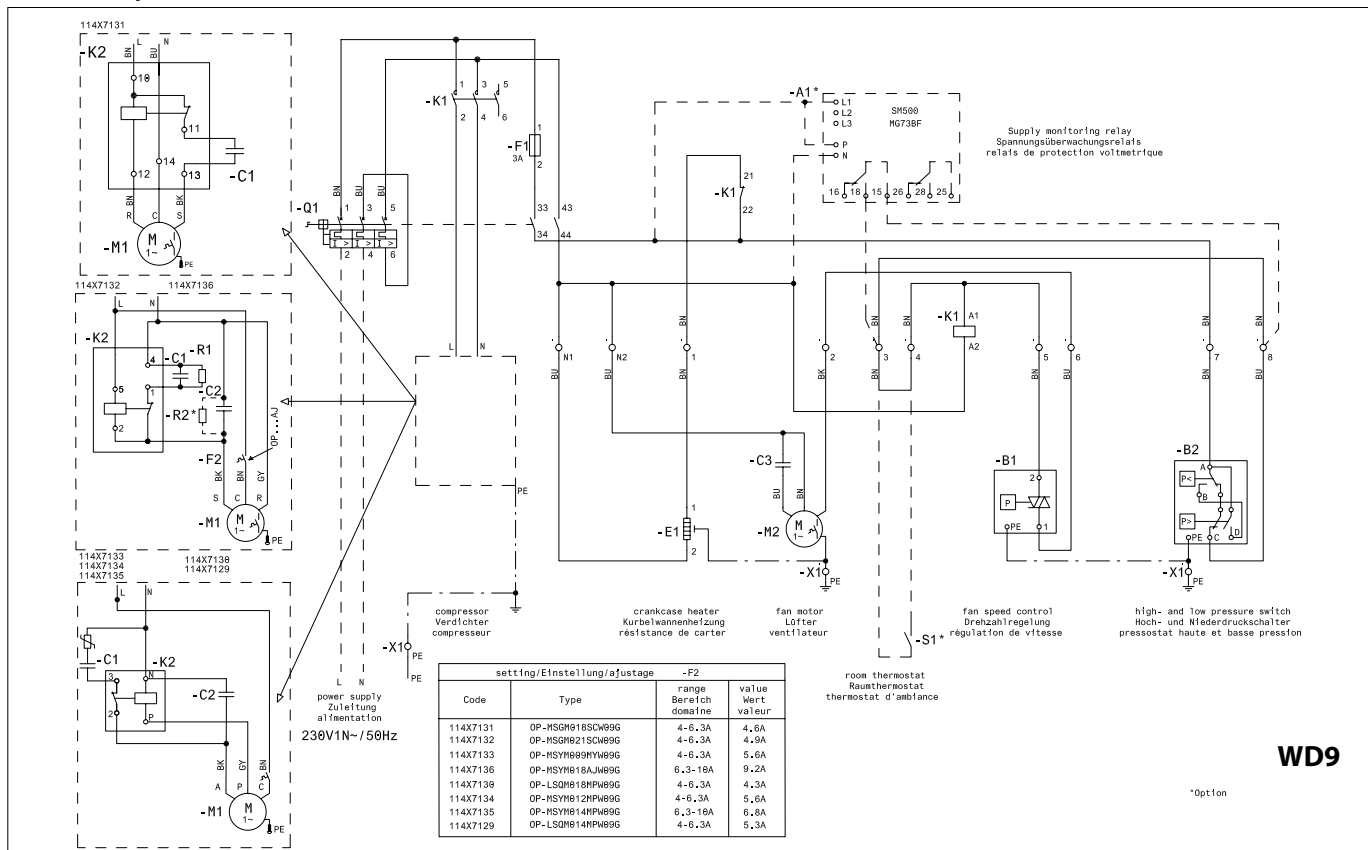 114X7131
L N
BN BU
-K2
10
11
14
12 13
-C1
BN BU BK
R C S
-M1
M
1~
PE
114X7132 114X7136
L N
-K2
4
-C1
-R1
5
1
-C2
-R2*
2
OP...AJ
-F2
BK BN GY
S C R
-M1
M
1~
PE
114X7133
114X7134
114X7135
114X7130
114X7129
L N
-C1
-K2
3 N
2 P
-C2
BK GY BN
A P C
-M1
M
1~
PE
1 3 5
-K1
2 4 6
1
-F1
3A
2
BN BU BU
-Q1
1 3 5
I> I> I>
2 4 6
33 43
34 44
L N
PE
-X1
PE
PE
L N
power supply
Zuleitung
alimentation
230V1N~/50Hz
compressor
Verdichter
compresseur
-A1*
L1
L2
L3
P
N
SM500
MG73BF
16 18 15 26 28 25
Supply monitoring relay
Spannungsüberwachungsrelais
relais de protection voltmetrique
21
-K1
22
BN BN BN BN BN BN
-K1
A1
A2
N1 N2 1 2 3 4 5 6 7 8
BU BU BN BK BN BN BN BU BN BU
-C3
BU BN
1
-E1
2
-M2
M
1~
-X1
PE
-B1
2
P
PE 1
-B2
A
P<
B
P>
D
PE C
-X1
PE
crankcase heater
Kurbelwannenheizung
résistance de carter
fan motor
Lüfter
ventilateur
-S1*
room thermostat
Raumthermostat
thermostat d'ambiance
fan speed control
Drehzahlregelung
régulation de vitesse
high- and low pressure switch
Hoch- und Niederdruckschalter
pressostat haute et basse pression
setting/Einstellung/ajustage -F2
Code Type range Bereich domaine value Wert valeur
114X7131 OP-MSGM018SCW09G 4-6.3A 4.6A
114X7132 OP-MSGM021SCW09G 4-6.3A 4.9A
114X7133 OP-MSYM009MYW09G 4-6.3A 5.6A
114X7136 OP-MSYM018AJW09G 6.3-10A 9.2A
114X7130 OP-LSQM018MPW09G 4-6.3A 4.3A
114X7134 OP-MSYM012MPW09G 4-6.3A 5.6A
114X7135 OP-MSYM014MPW09G 6.3-10A 6.8A
114X7129 OP-LSQM014MPW09G 4-6.3A 5.3A
WD9
*Option